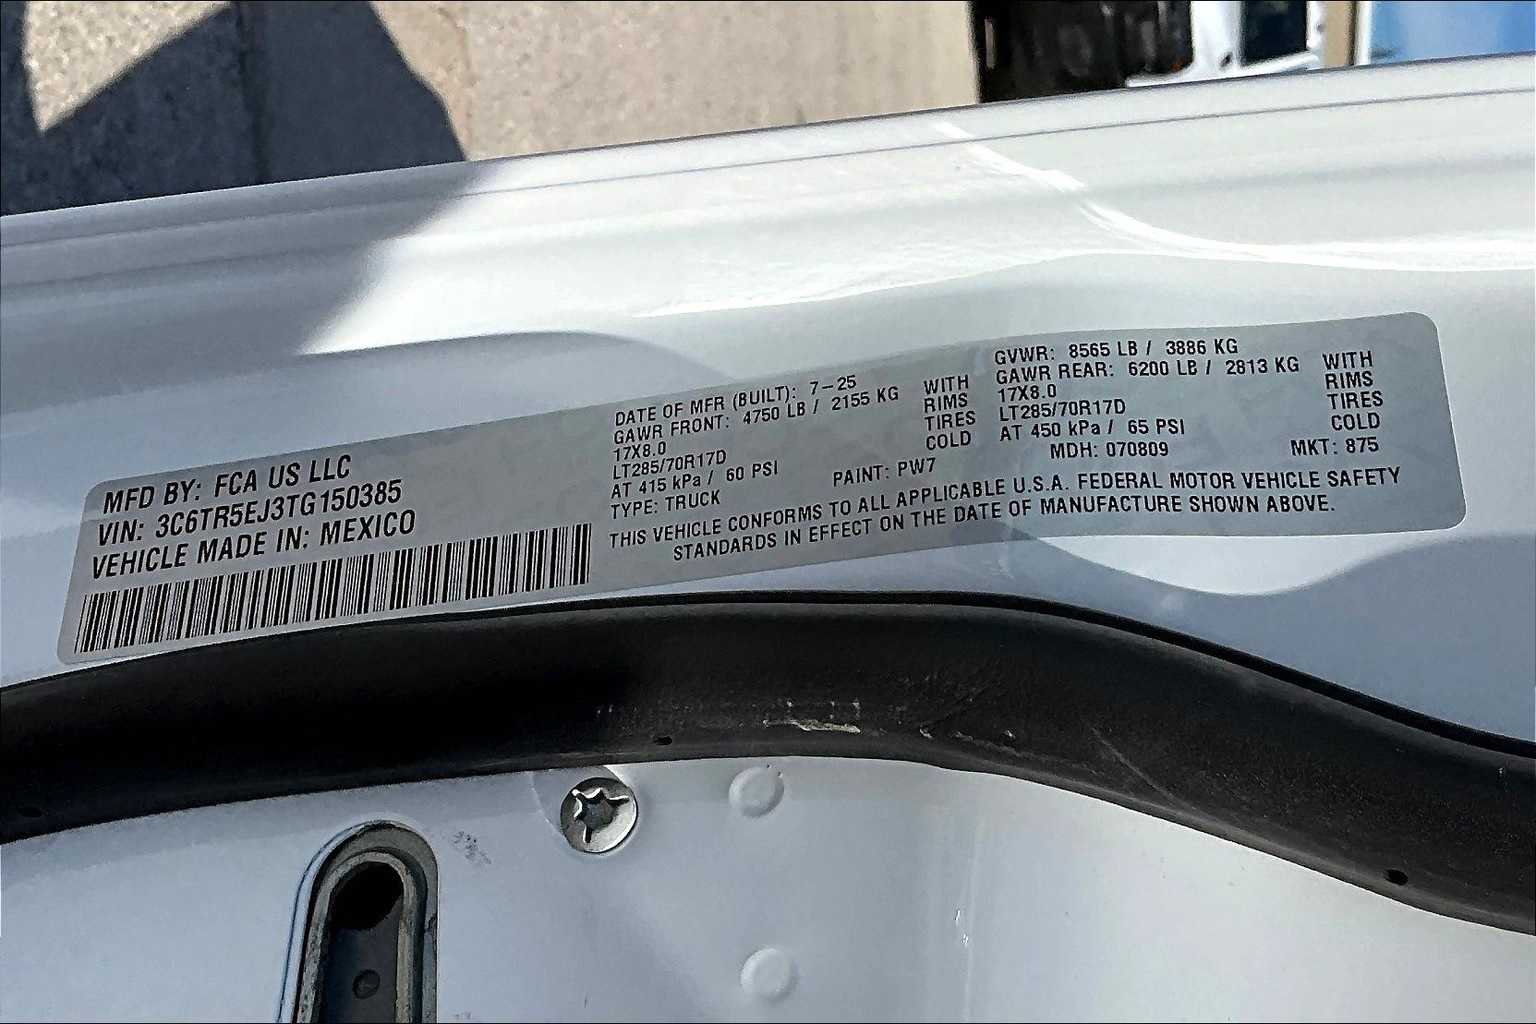 MFD BY: FCA US LLC
VIN: 3C6TR5EJ3TG150385
VEHICLE MADE IN: MEXICO
DATE OF MFR (BUILT): 7-25
GAWR FRONT: 4750 LB / 2155 KG WITH
17X8.0 RIMS
LT285/70R17D TIRES
AT 415 kPa / 60 PSI COLD
TYPE: TRUCK PAINT: PW7
GVWR: 8565 LB / 3886 KG
GAWR REAR: 6200 LB / 2813 KG WITH
17X8.0 RIMS
LT285/70R17D TIRES
AT 450 kPa / 65 PSI COLD
MDH: 070809 MKT: 875
THIS VEHICLE CONFORMS TO ALL APPLICABLE U.S.A. FEDERAL MOTOR VEHICLE SAFETY
STANDARDS IN EFFECT ON THE DATE OF MANUFACTURE SHOWN ABOVE.